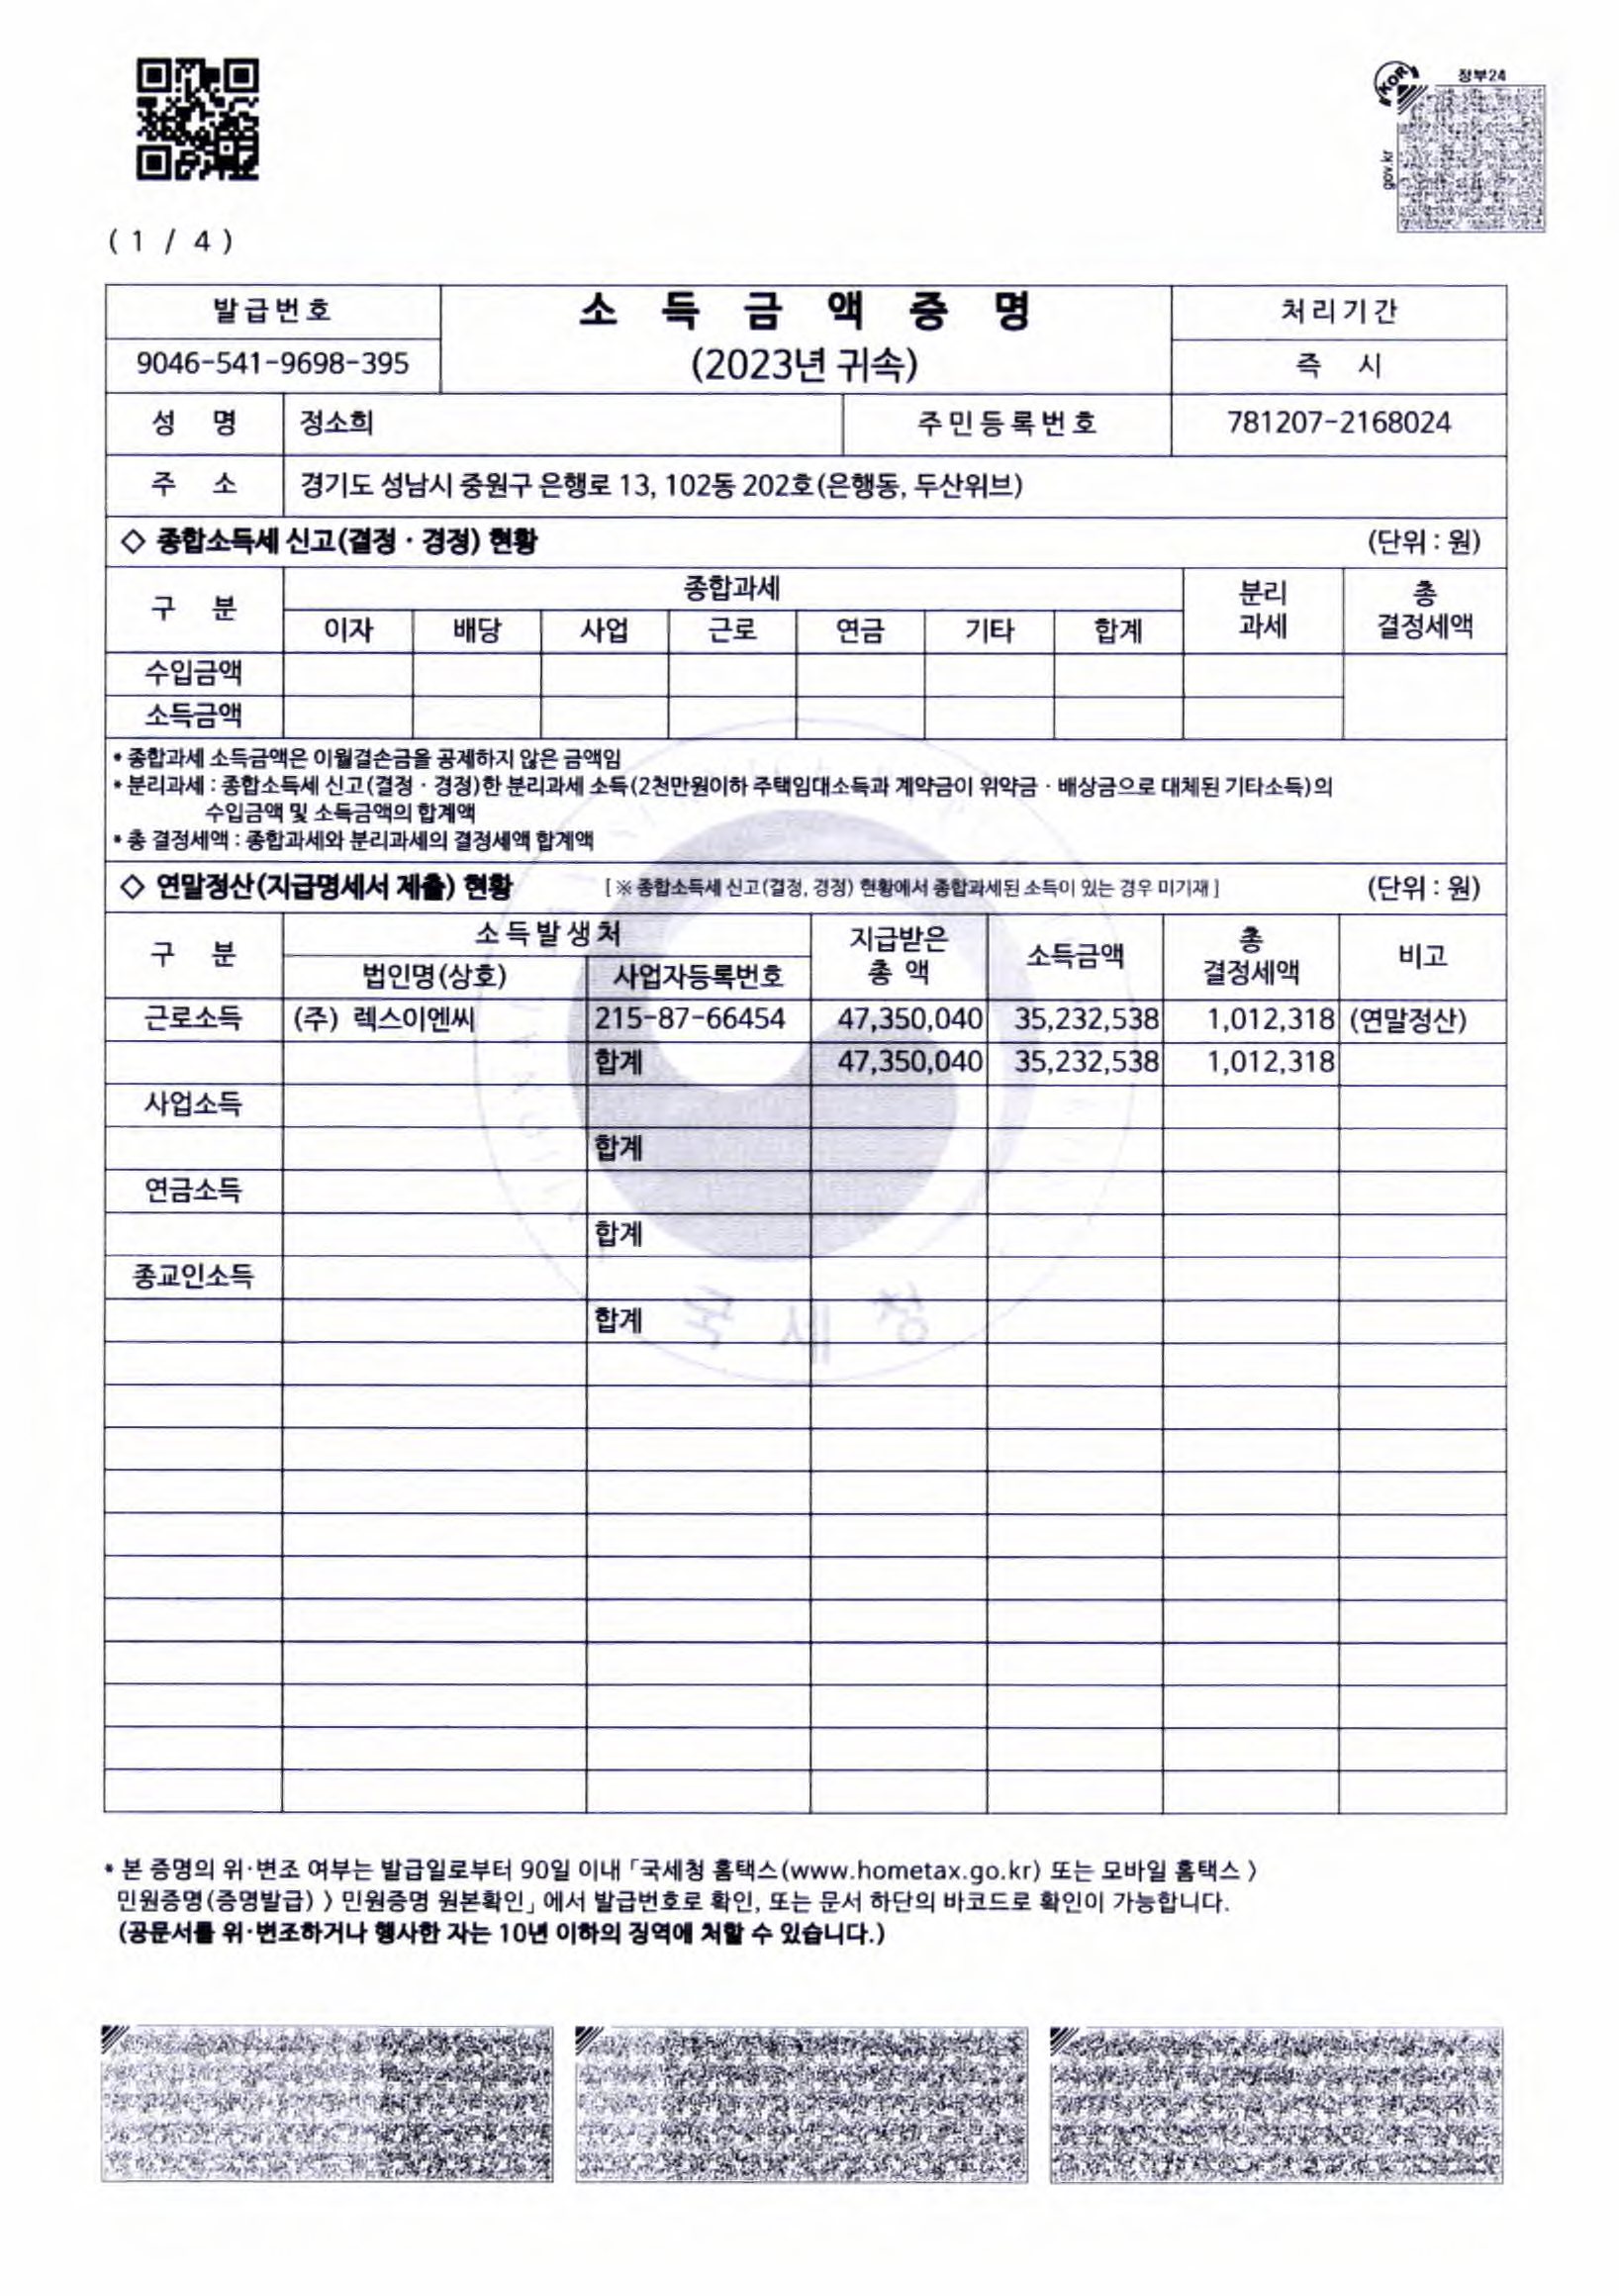 정부24
KOR
gov.kr
( 1 / 4 )
발급번호
소 득 금 액 증 명
처리기간
9046-541-9698-395
(2023년 귀속)
즉 시
성 명 정소희 주민등록번호 781207-2168024
주 소 경기도 성남시 중원구 은행로 13, 102동 202호(은행동, 두산위브)
◇ 종합소득세 신고(결정 · 경정) 현황 (단위 : 원)
구 분 종합과세 분리과세 총결정세액
이자 배당 사업 근로 연금 기타 합계
수입금액
소득금액
* 종합과세 소득금액은 이월결손금을 공제하지 않은 금액임
* 분리과세 : 종합소득세 신고(결정 · 경정)한 분리과세 소득(2천만원이하 주택임대소득과 계약금이 위약금 · 배상금으로 대체된 기타소득)의
수입금액 및 소득금액의 합계액
* 총 결정세액 : 종합과세와 분리과세의 결정세액 합계액
◇ 연말정산(지급명세서 제출) 현황 [ ※ 종합소득세 신고(결정, 경정) 현황에서 종합과세된 소득이 있는 경우 미기재 ] (단위 : 원)
구 분 소득발생처 지급받은 총 액 소득금액 총 결정세액 비고
법인명(상호) 사업자등록번호
근로소득 (주) 렉스이엔씨 215-87-66454 47,350,040 35,232,538 1,012,318 (연말정산)
합계 47,350,040 35,232,538 1,012,318
사업소득
합계
연금소득
합계
종교인소득
합계
국세청
* 본 증명의 위·변조 여부는 발급일로부터 90일 이내 「국세청 홈택스(www.hometax.go.kr) 또는 모바일 홈택스 〉
민원증명(증명발급) 〉 민원증명 원본확인」 에서 발급번호로 확인, 또는 문서 하단의 바코드로 확인이 가능합니다.
(공문서를 위·변조하거나 행사한 자는 10년 이하의 징역에 처할 수 있습니다.)